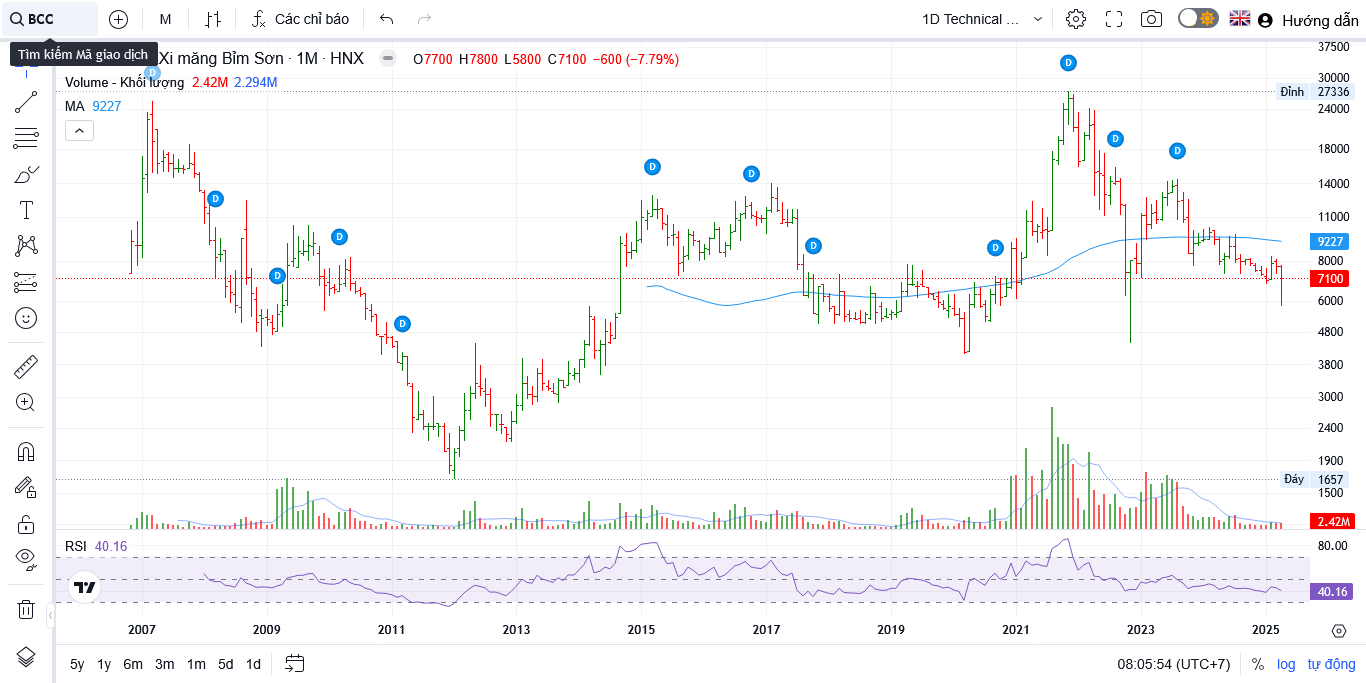 BCC
M
Các chỉ báo
1D Technical ...
Hướng dẫn
Tìm kiếm Mã giao dịch
Xi măng Bỉm Sơn · 1M · HNX
O7700 H7800 L5800 C7100 −600 (−7.79%)
Volume - Khối lượng 2.42M 2.294M
MA 9227
D
D
D
D
D
D
D
D
D
D
D
D
37500
30000
Đỉnh 27336
24000
18000
14000
11000
9227
8000
7100
6000
4800
3800
3000
2400
1900
Đáy 1657
1500
2.42M
RSI 40.16
80.00
40.16
2007 2009 2011 2013 2015 2017 2019 2021 2023 2025
5y 1y 6m 3m 1m 5d 1d
08:05:54 (UTC+7) % log tự động